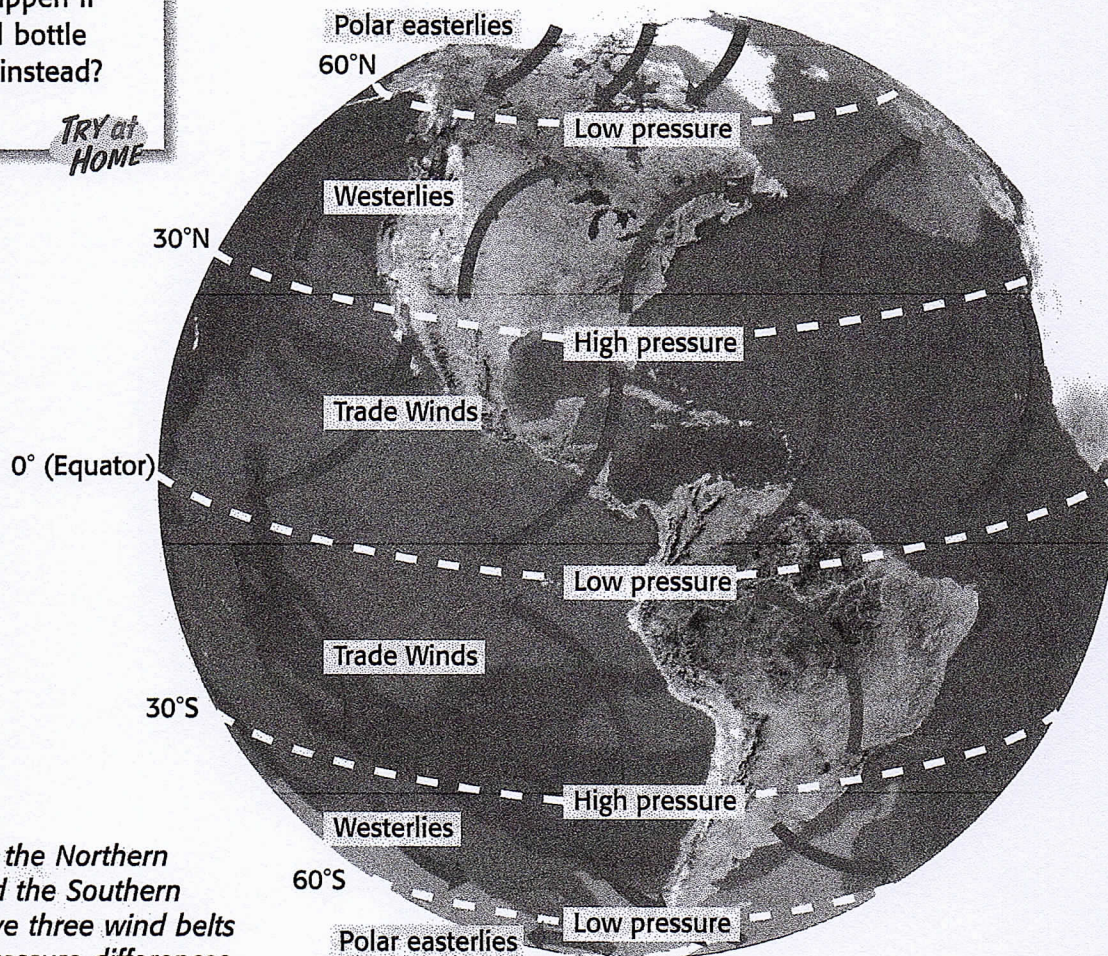 l bottle
instead?
TRY at
HOME
Polar easterlies
60°N
Low pressure
Westerlies
30°N
High pressure
Trade Winds
0° (Equator)
Low pressure
Trade Winds
30°S
High pressure
Westerlies
60°S
Low pressure
Polar easterlies
the Northern
d the Southern
ve three wind belts
differences